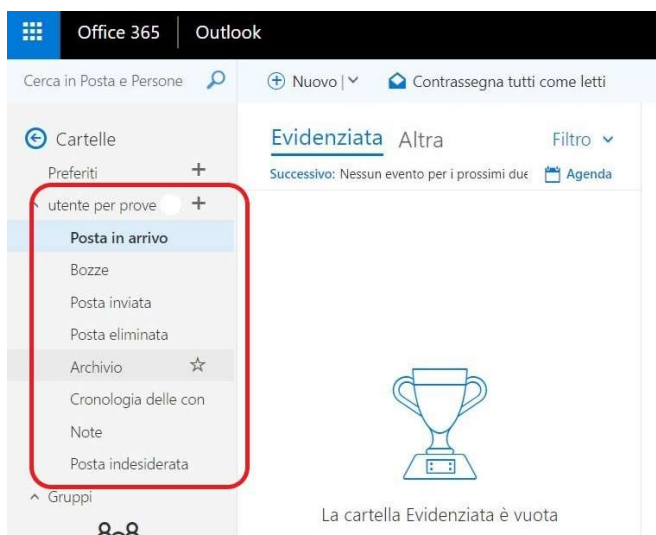 Office 365 Outlook
Cerca in Posta e Persone
Nuovo
Contrassegna tutti come letti
Cartelle
Preferiti
utente per prove
Posta in arrivo
Bozze
Posta inviata
Posta eliminata
Archivio
Cronologia delle con
Note
Posta indesiderata
Gruppi
Evidenziata Altra Filtro
Successivo: Nessun evento per i prossimi due Agenda
La cartella Evidenziata è vuota